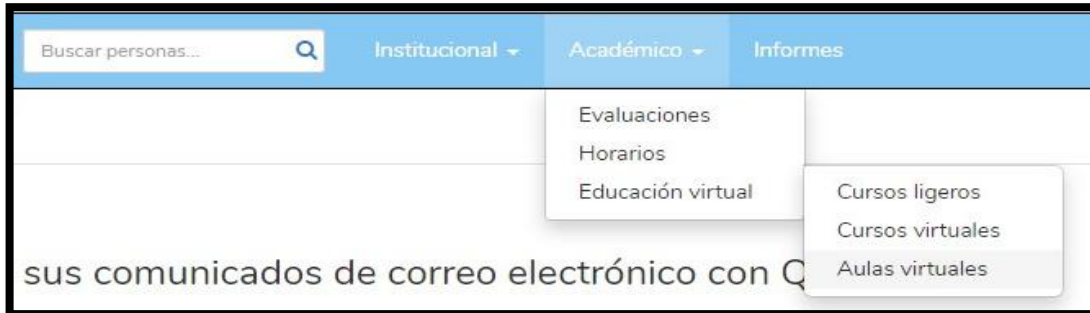 Buscar personas... Institucional Académico Informes
Evaluaciones
Horarios
Educación virtual
Cursos ligeros
Cursos virtuales
Aulas virtuales
sus comunicados de correo electrónico con Q